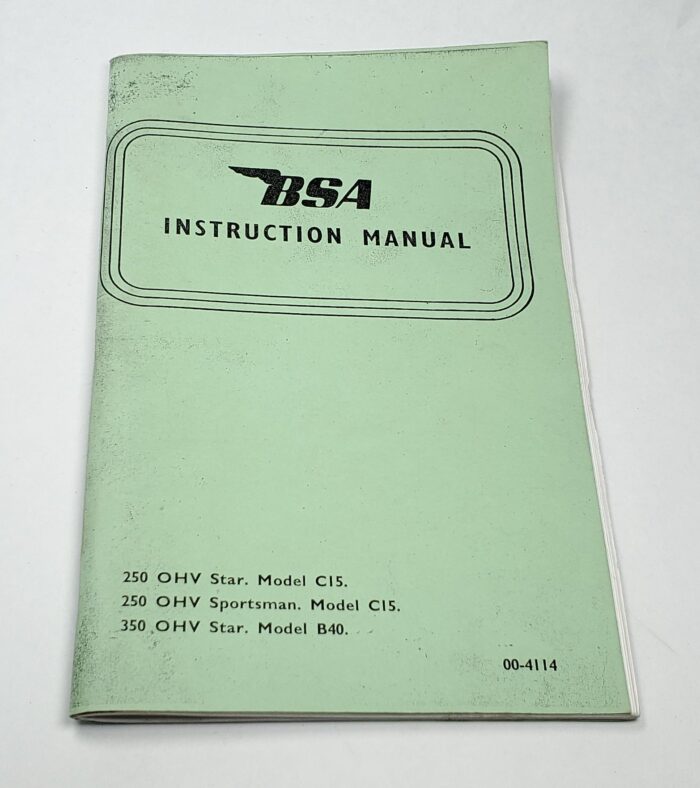 BSA
INSTRUCTION MANUAL
250 OHV Star. Model C15.
250 OHV Sportsman. Model C15.
350 OHV Star. Model B40.
00-4114